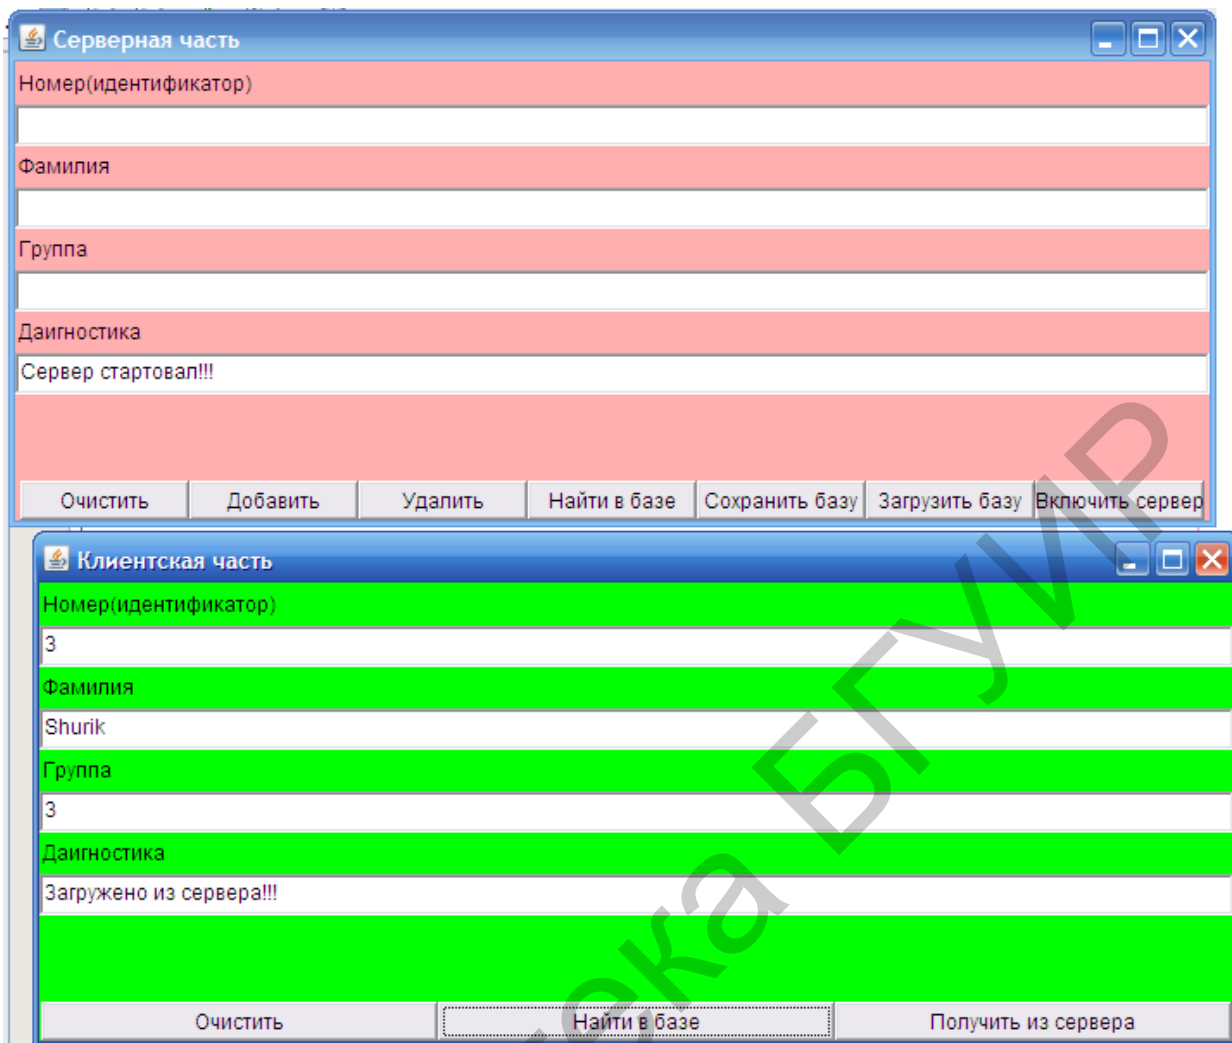 Серверная часть
Номер(идентификатор)
Фамилия
Группа
Даигностика
Сервер стартовал!!!
Очистить Добавить Удалить Найти в базе Сохранить базу Загрузить базу Включить сервер
Клиентская часть
Номер(идентификатор)
3
Фамилия
Shurik
Группа
3
Даигностика
Загружено из сервера!!!
Очистить Найти в базе Получить из сервера
БГУИР